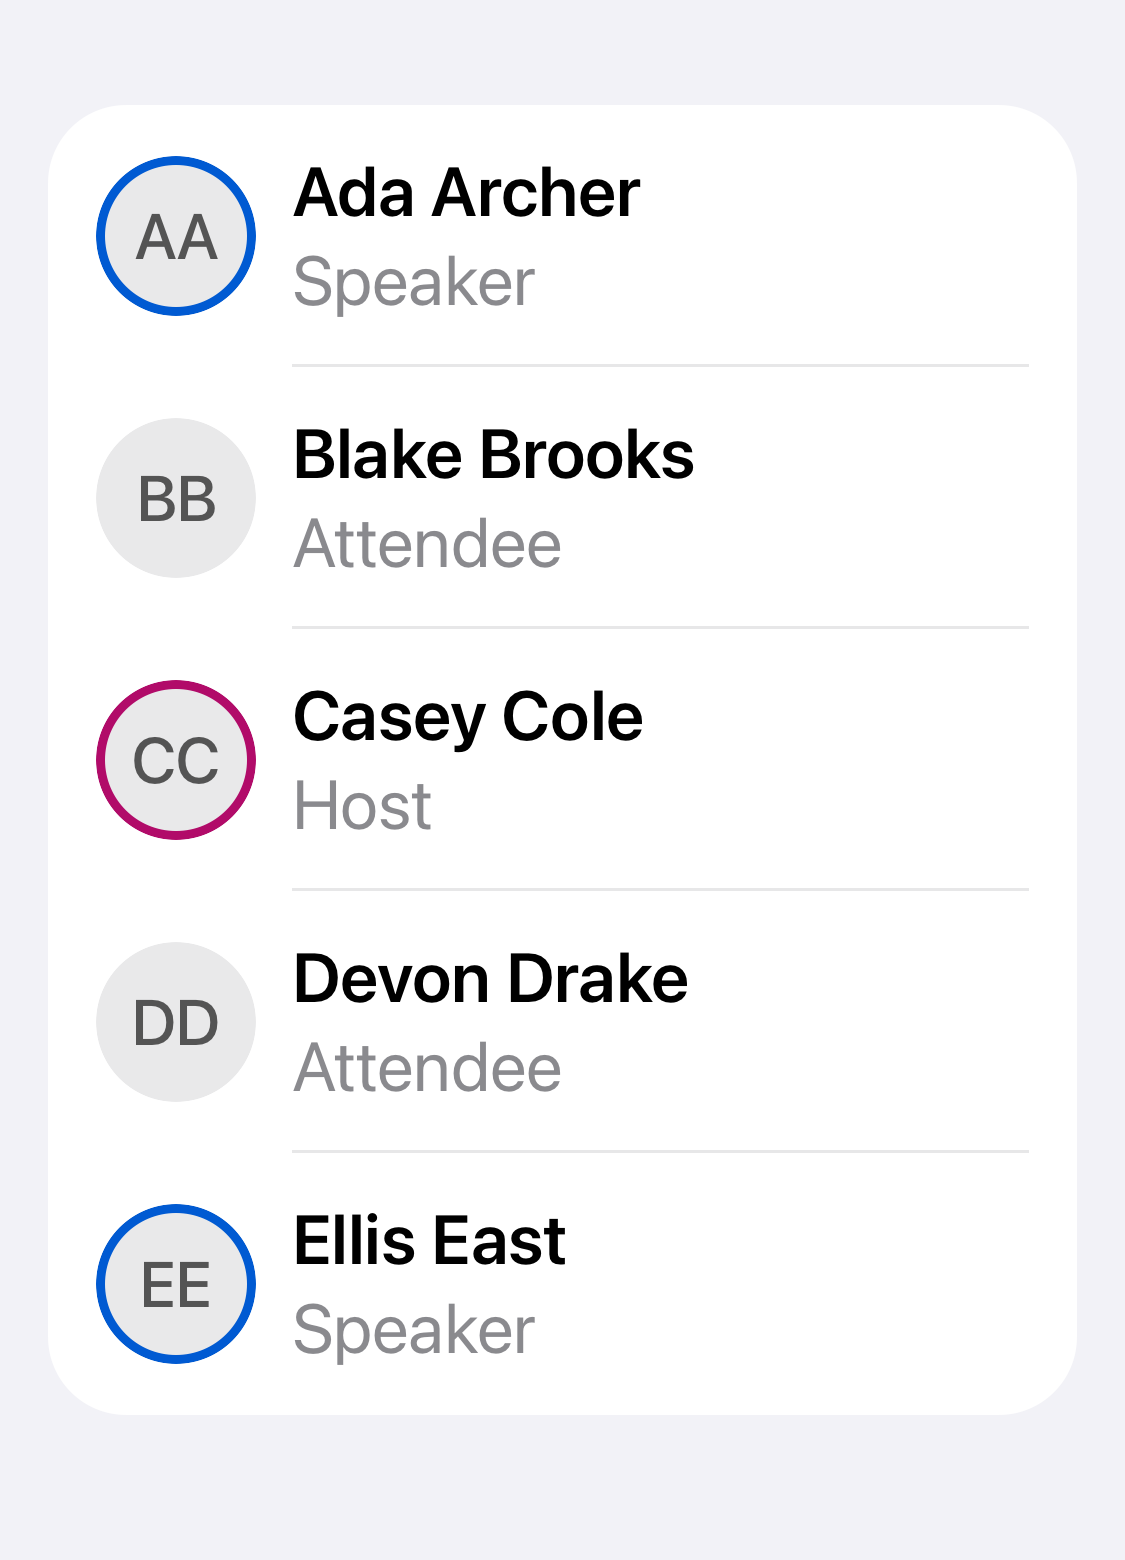 AA
Ada Archer
Speaker
BB
Blake Brooks
Attendee
CC
Casey Cole
Host
DD
Devon Drake
Attendee
EE
Ellis East
Speaker